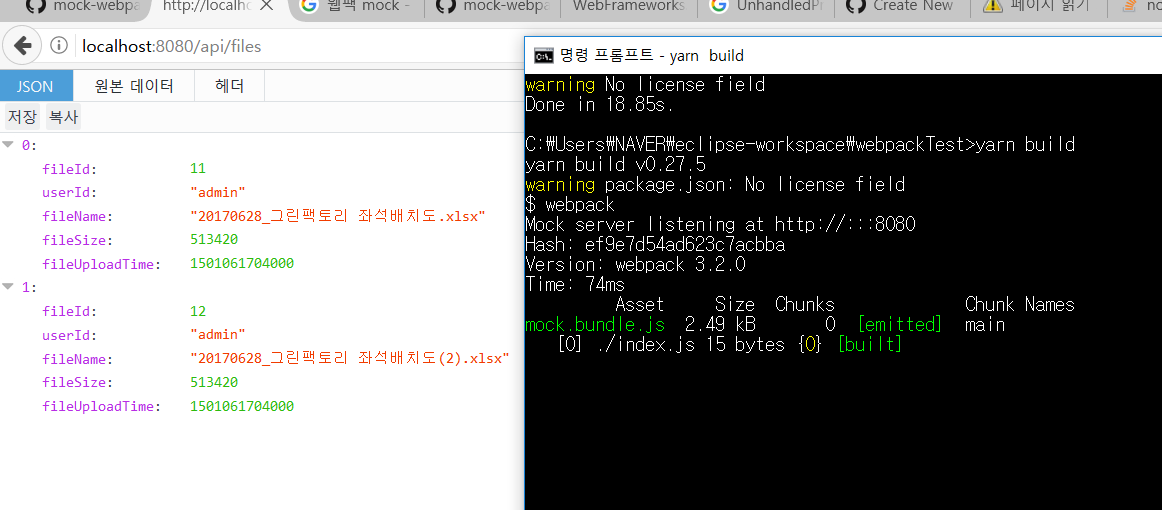 mock-webpa
http://localho
웹팩 mock -
mock-webpa
WebFrameworks
UnhandledPr
Create New
페이지 읽기
no
localhost:8080/api/files
명령 프롬프트 - yarn  build
JSON
원본 데이터
헤더
저장
복사
0:
fileId: 11
userId: "admin"
fileName: "20170628_그린팩토리 좌석배치도.xlsx"
fileSize: 513420
fileUploadTime: 1501061704000
1:
fileId: 12
userId: "admin"
fileName: "20170628_그린팩토리 좌석배치도(2).xlsx"
fileSize: 513420
fileUploadTime: 1501061704000
warning No license field
Done in 18.85s.
C:\Users\NAVER\eclipse-workspace\webpackTest>yarn build
yarn build v0.27.5
warning package.json: No license field
$ webpack
Mock server listening at http://:::8080
Hash: ef9e7d54ad623c7acbba
Version: webpack 3.2.0
Time: 74ms
Asset Size Chunks Chunk Names
mock.bundle.js 2.49 kB 0 [emitted] main
[0] ./index.js 15 bytes {0} [built]